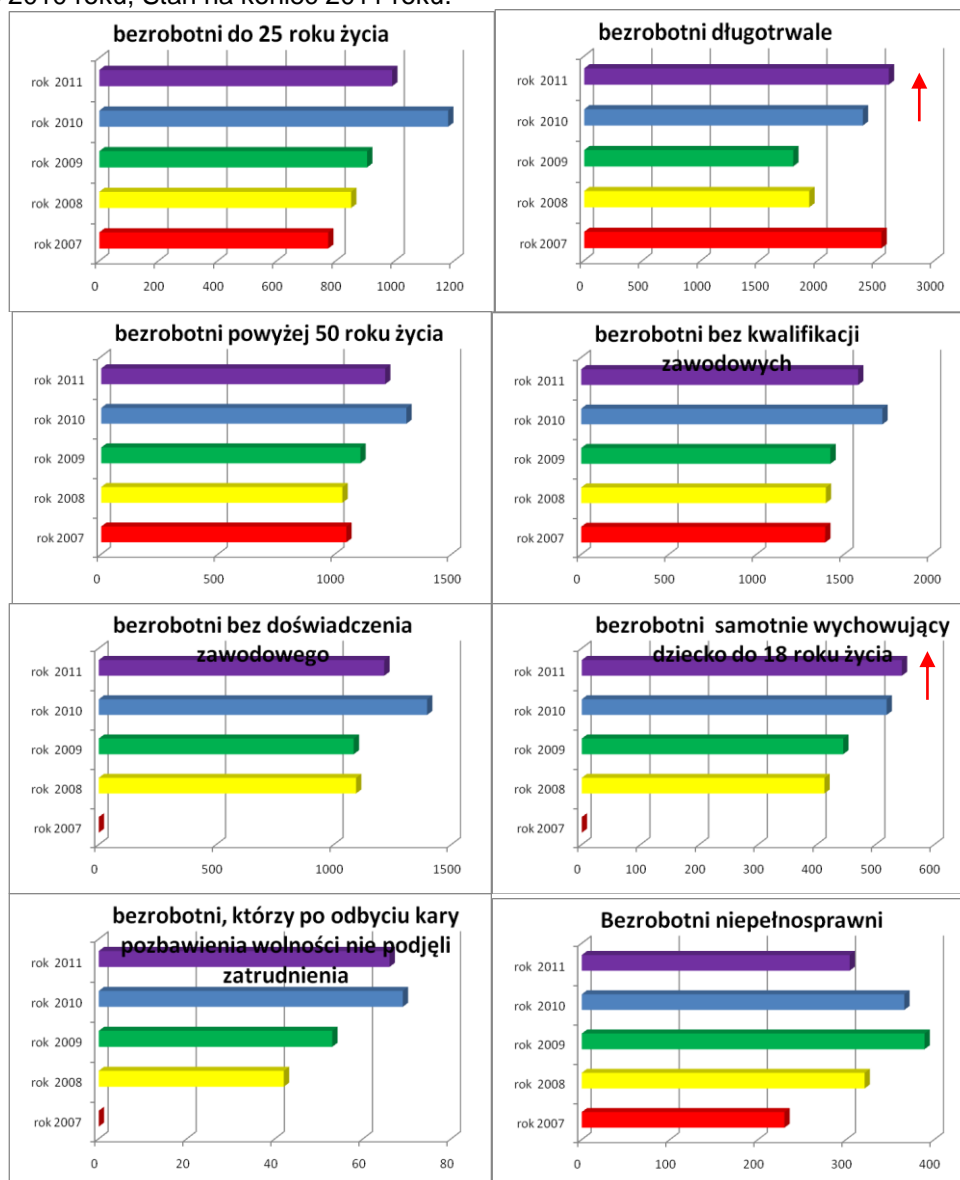 2010 roku, Stan na koniec 2011 roku.
bezrobotni do 25 roku życia
rok 2011
rok 2010
rok 2009
rok 2008
rok 2007
0 200 400 600 800 1000 1200
bezrobotni długotrwale
rok 2011
rok 2010
rok 2009
rok 2008
rok 2007
0 500 1000 1500 2000 2500 3000
bezrobotni powyżej 50 roku życia
rok 2011
rok 2010
rok 2009
rok 2008
rok 2007
0 500 1000 1500
bezrobotni bez kwalifikacji
zawodowych
rok 2011
rok 2010
rok 2009
rok 2008
rok 2007
0 500 1000 1500 2000
bezrobotni bez doświadczenia
zawodowego
rok 2011
rok 2010
rok 2009
rok 2008
rok 2007
0 500 1000 1500
bezrobotni samotnie wychowujący
dziecko do 18 roku życia
rok 2011
rok 2010
rok 2009
rok 2008
rok 2007
0 100 200 300 400 500 600
bezrobotni, którzy po odbyciu kary
pozbawienia wolności nie podjęli
zatrudnienia
rok 2011
rok 2010
rok 2009
rok 2008
rok 2007
0 20 40 60 80
Bezrobotni niepełnosprawni
rok 2011
rok 2010
rok 2009
rok 2008
rok 2007
0 100 200 300 400